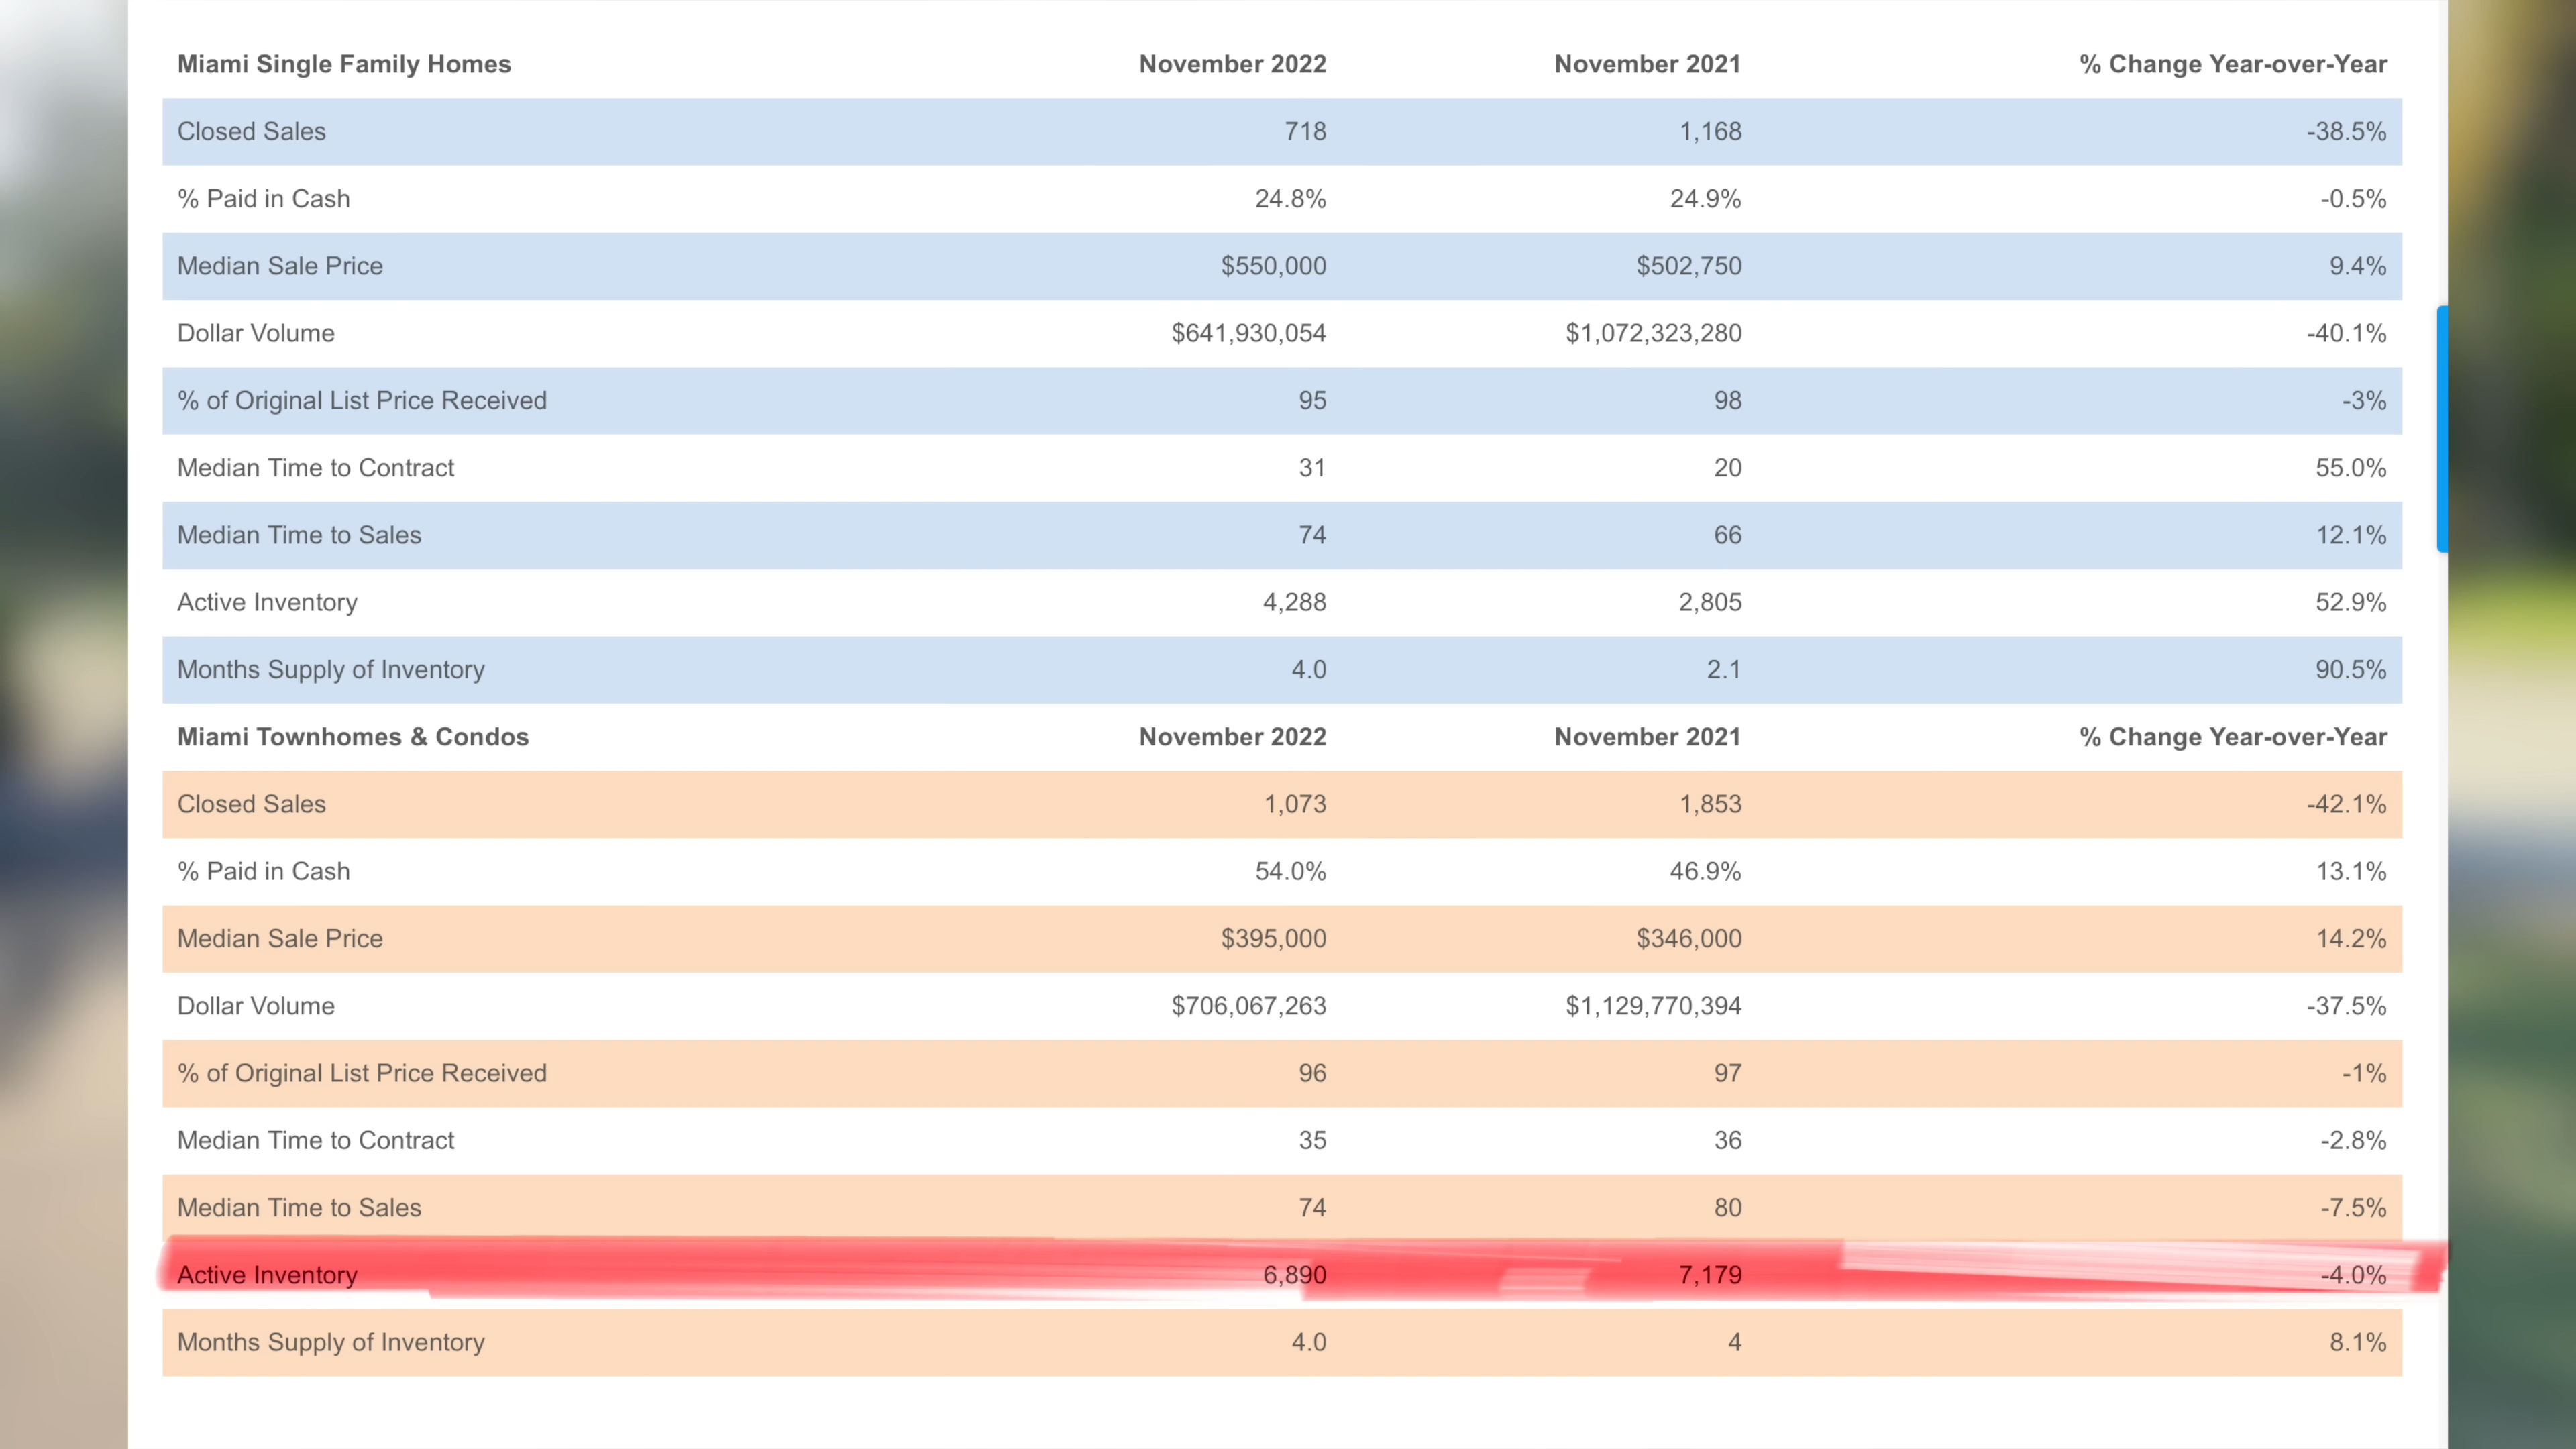 Miami Single Family Homes November 2022 November 2021 % Change Year-over-Year
Closed Sales 718 1,168 -38.5%
% Paid in Cash 24.8% 24.9% -0.5%
Median Sale Price $550,000 $502,750 9.4%
Dollar Volume $641,930,054 $1,072,323,280 -40.1%
% of Original List Price Received 95 98 -3%
Median Time to Contract 31 20 55.0%
Median Time to Sales 74 66 12.1%
Active Inventory 4,288 2,805 52.9%
Months Supply of Inventory 4.0 2.1 90.5%
Miami Townhomes & Condos November 2022 November 2021 % Change Year-over-Year
Closed Sales 1,073 1,853 -42.1%
% Paid in Cash 54.0% 46.9% 13.1%
Median Sale Price $395,000 $346,000 14.2%
Dollar Volume $706,067,263 $1,129,770,394 -37.5%
% of Original List Price Received 96 97 -1%
Median Time to Contract 35 36 -2.8%
Median Time to Sales 74 80 -7.5%
Active Inventory 6,890 7,179 -4.0%
Months Supply of Inventory 4.0 4 8.1%